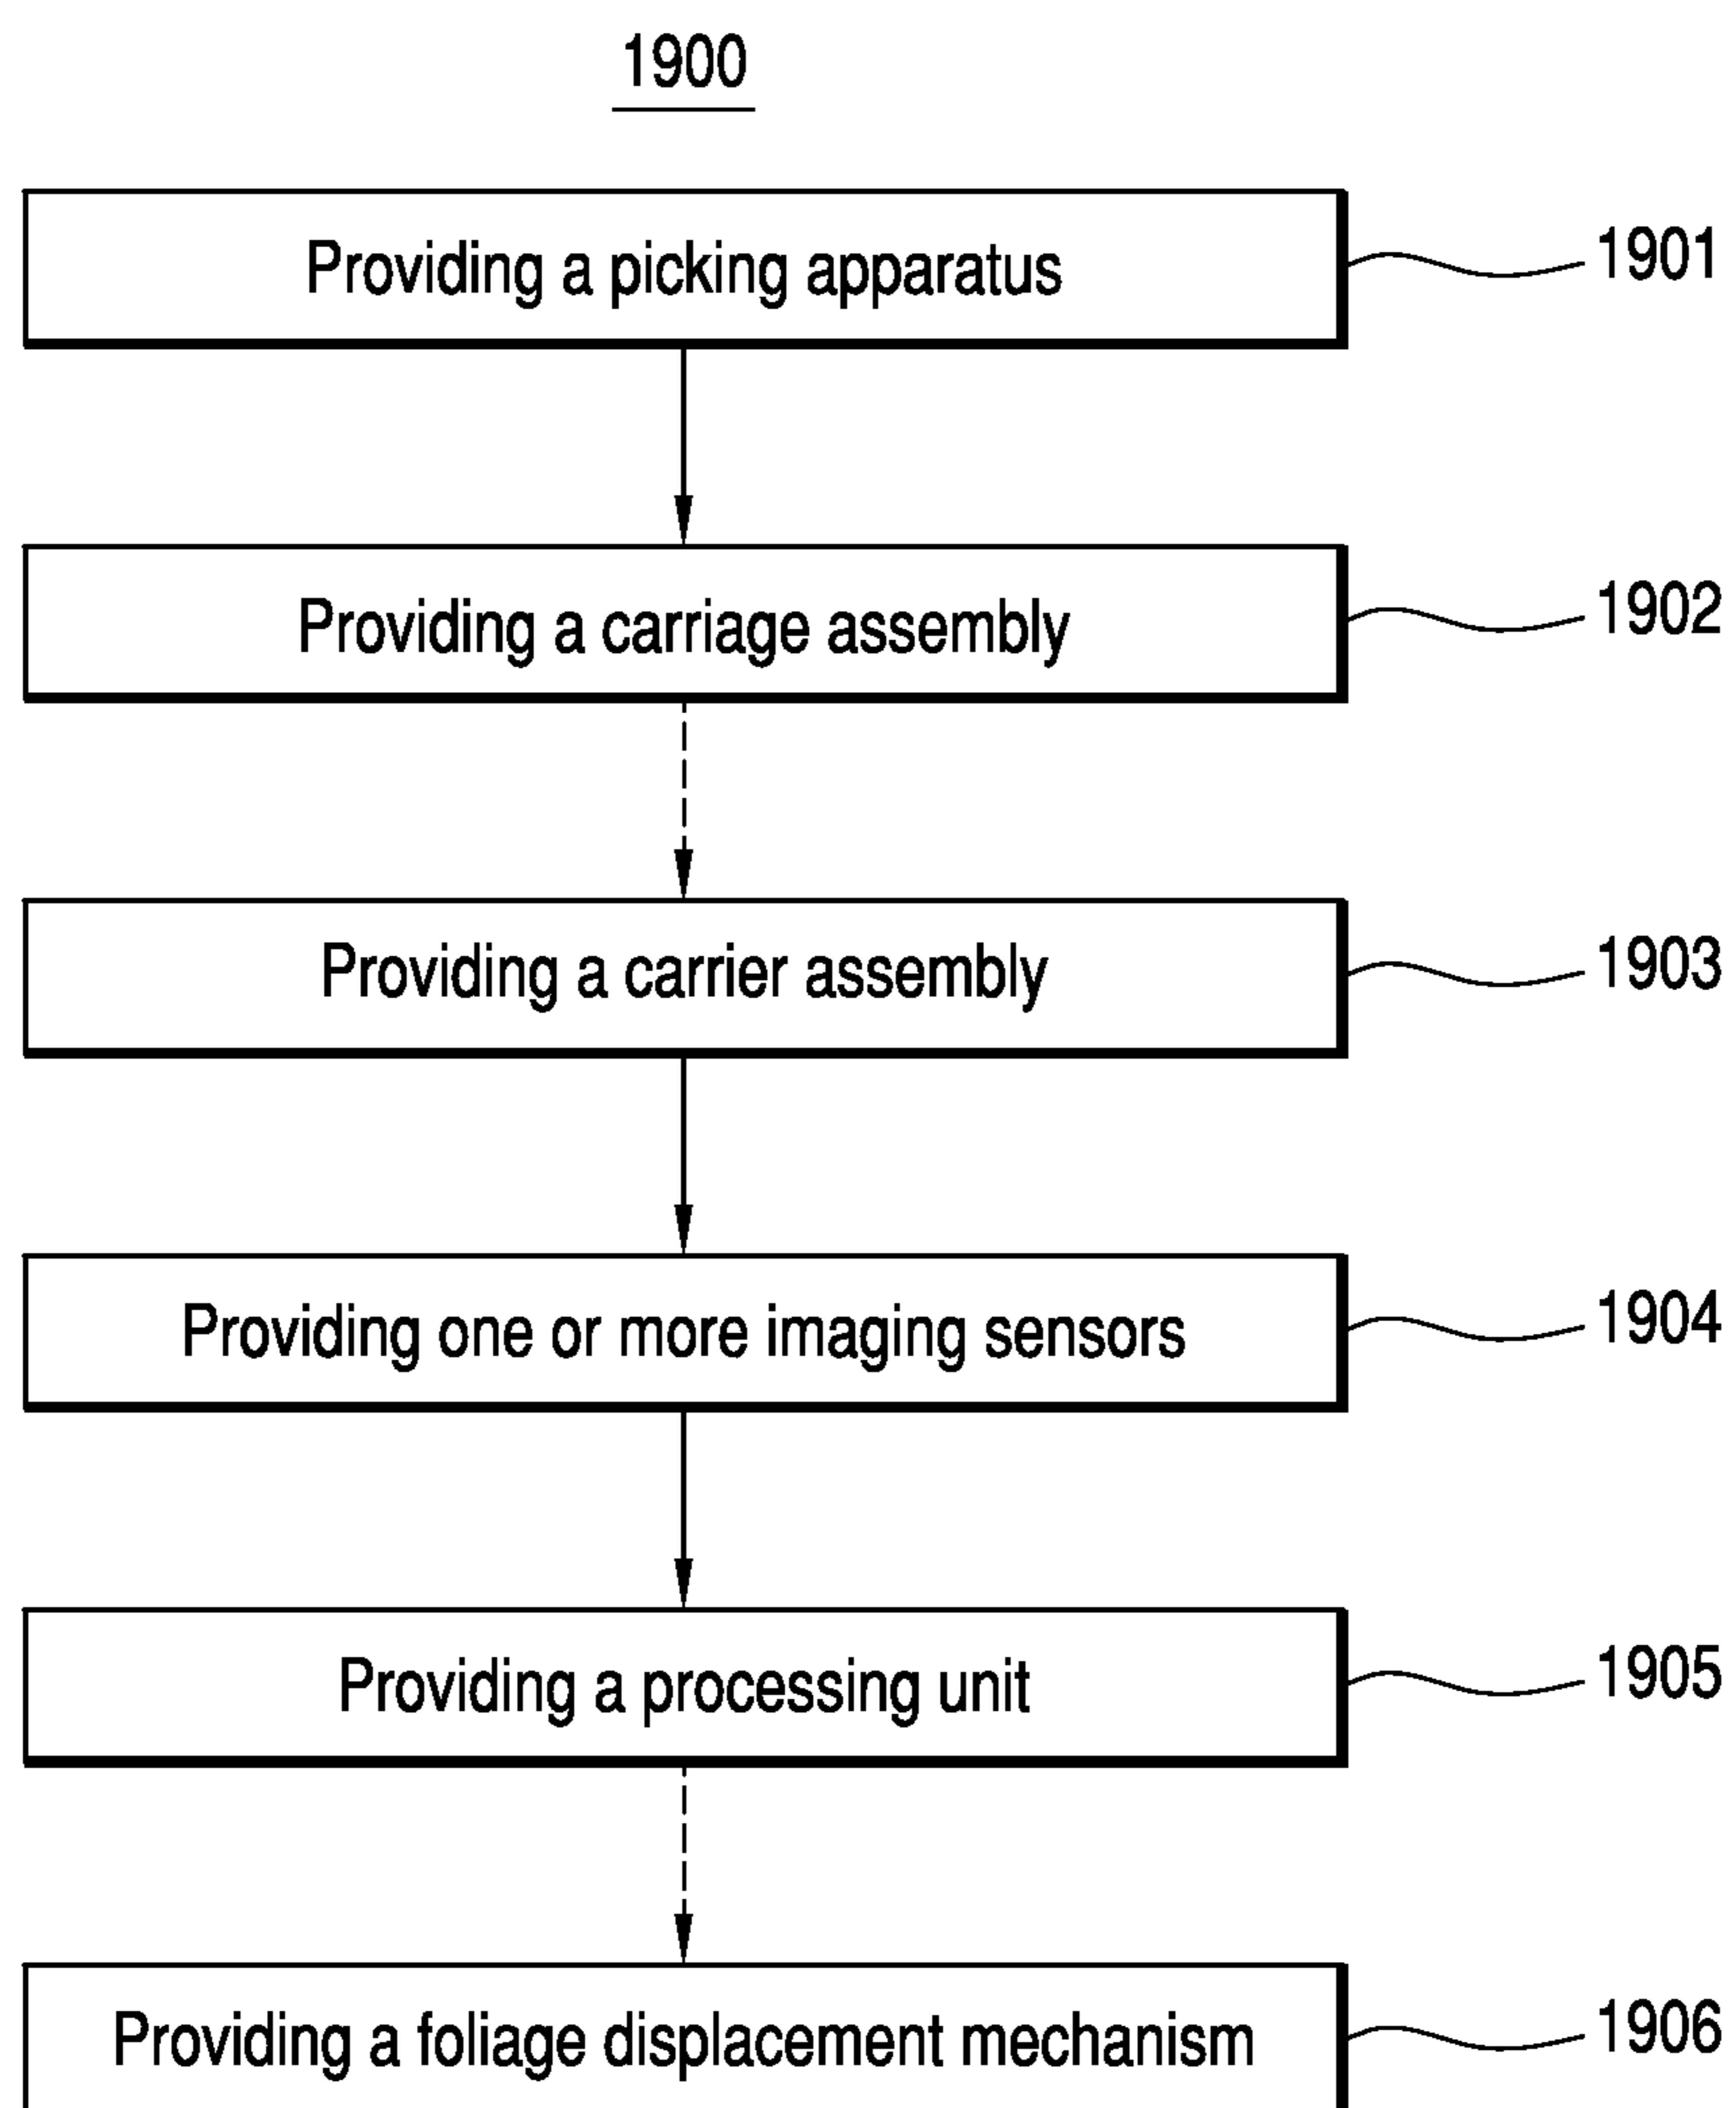 1900
Providing a picking apparatus 1901
Providing a carriage assembly 1902
Providing a carrier assembly 1903
Providing one or more imaging sensors 1904
Providing a processing unit 1905
Providing a foliage displacement mechanism 1906